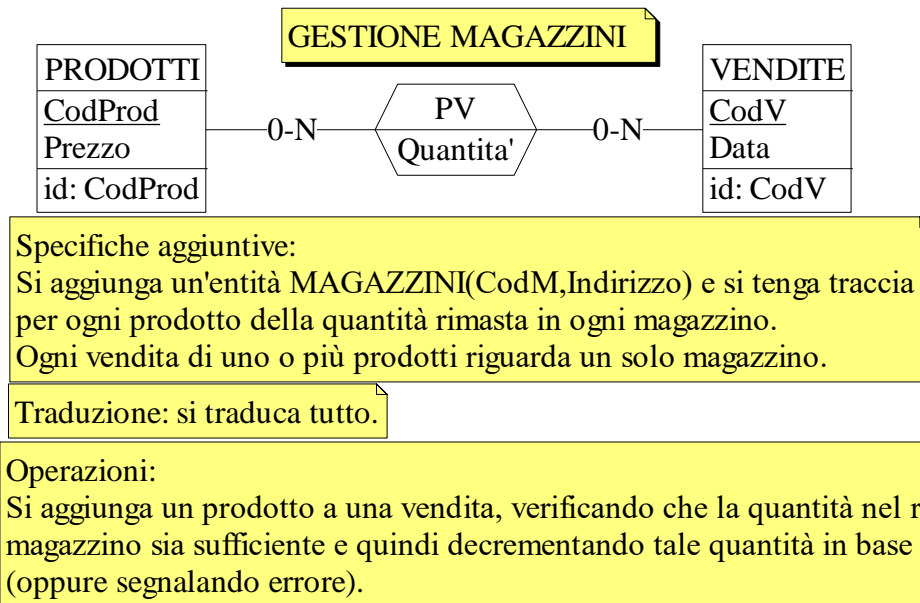 GESTIONE MAGAZZINI
PRODOTTI
CodProd
Prezzo
id: CodProd
0-N
PV
Quantita'
0-N
VENDITE
CodV
Data
id: CodV
Specifiche aggiuntive:
Si aggiunga un'entità MAGAZZINI(CodM,Indirizzo) e si tenga traccia
per ogni prodotto della quantità rimasta in ogni magazzino.
Ogni vendita di uno o più prodotti riguarda un solo magazzino.
Traduzione: si traduca tutto.
Operazioni:
Si aggiunga un prodotto a una vendita, verificando che la quantità nel
magazzino sia sufficiente e quindi decrementando tale quantità in base
(oppure segnalando errore).